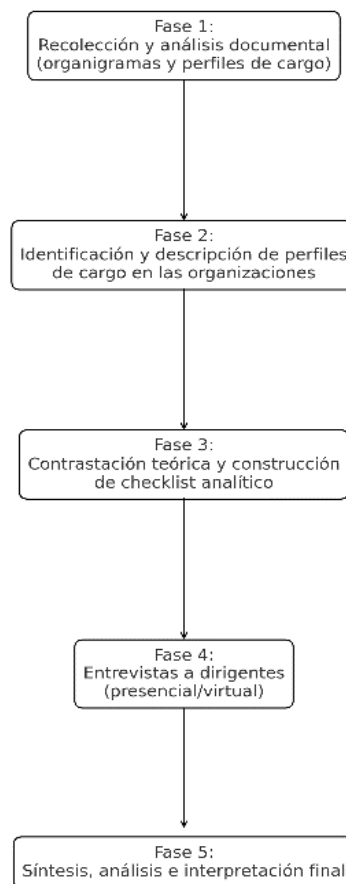 Fase 1:
Recolección y análisis documental
(organigramas y perfiles de cargo)
Fase 2:
Identificación y descripción de perfiles
de cargo en las organizaciones
Fase 3:
Contrastación teórica y construcción
de checklist analítico
Fase 4:
Entrevistas a dirigentes
(presencial/virtual)
Fase 5:
Síntesis, análisis e interpretación final